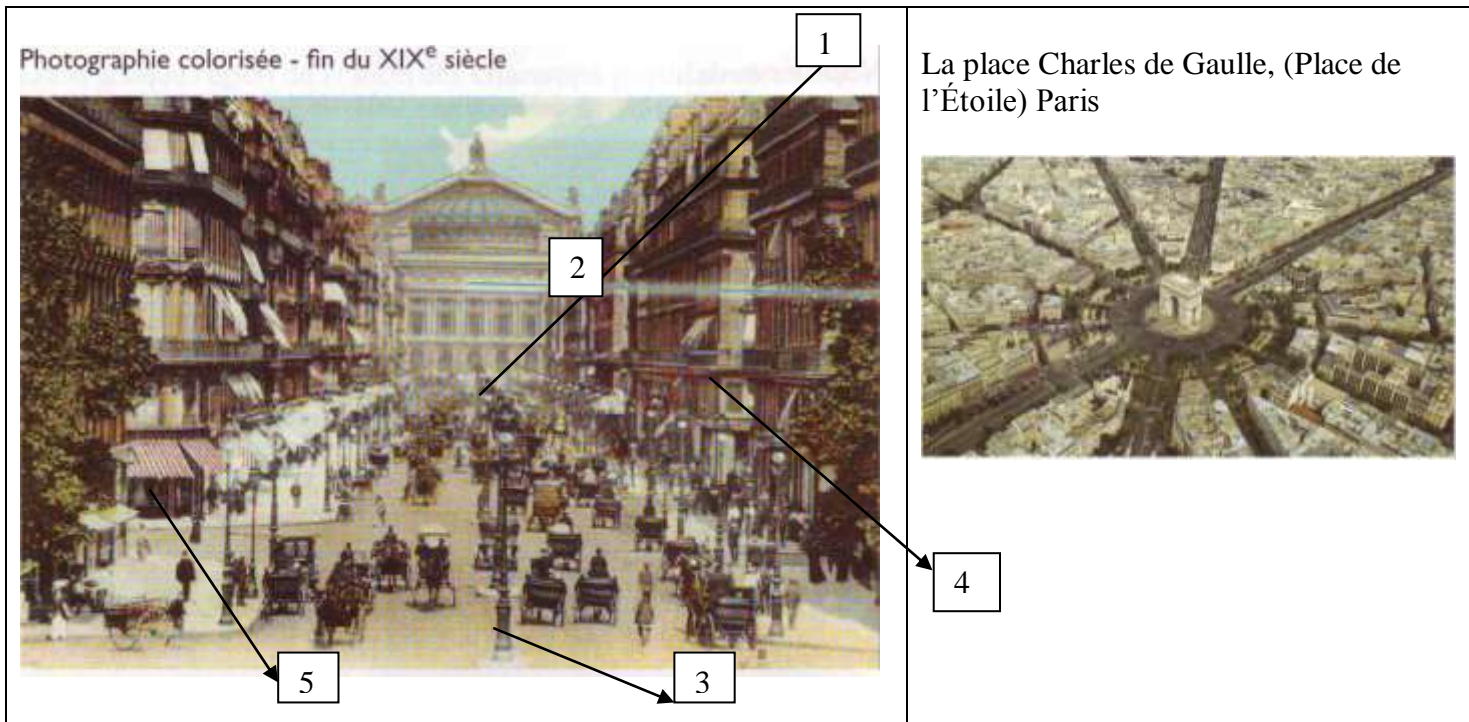 Photographie colorisée - fin du XIXe siècle
1
2
4
5
3
La place Charles de Gaulle, (Place de
l'Étoile) Paris